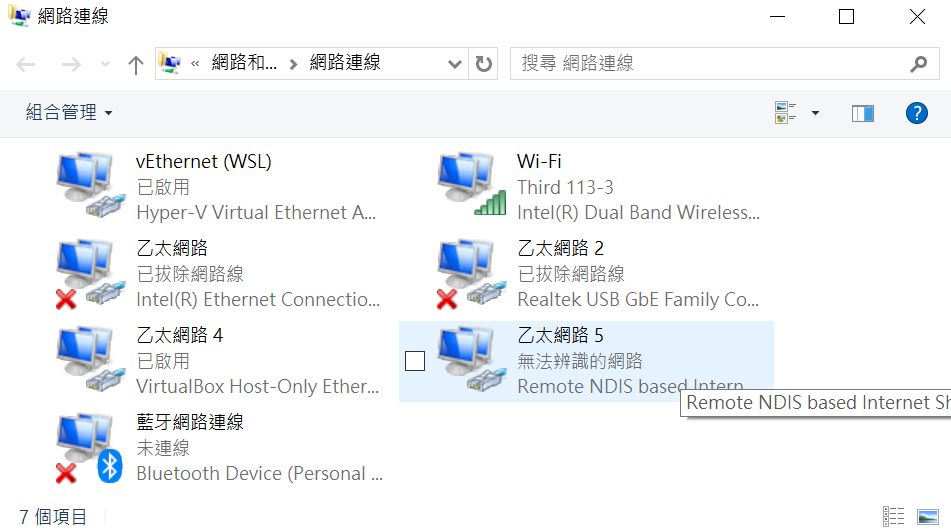 網路連線
« 網路和... › 網路連線
搜尋 網路連線
組合管理
vEthernet (WSL)
已啟用
Hyper-V Virtual Ethernet A...
Wi-Fi
Third 113-3
Intel(R) Dual Band Wireless...
乙太網路
已拔除網路線
Intel(R) Ethernet Connectio...
乙太網路 2
已拔除網路線
Realtek USB GbE Family Co...
乙太網路 4
已啟用
VirtualBox Host-Only Ether...
乙太網路 5
無法辨識的網路
Remote NDIS based Intern
Remote NDIS based Internet Sh
藍牙網路連線
未連線
Bluetooth Device (Personal ...
7 個項目